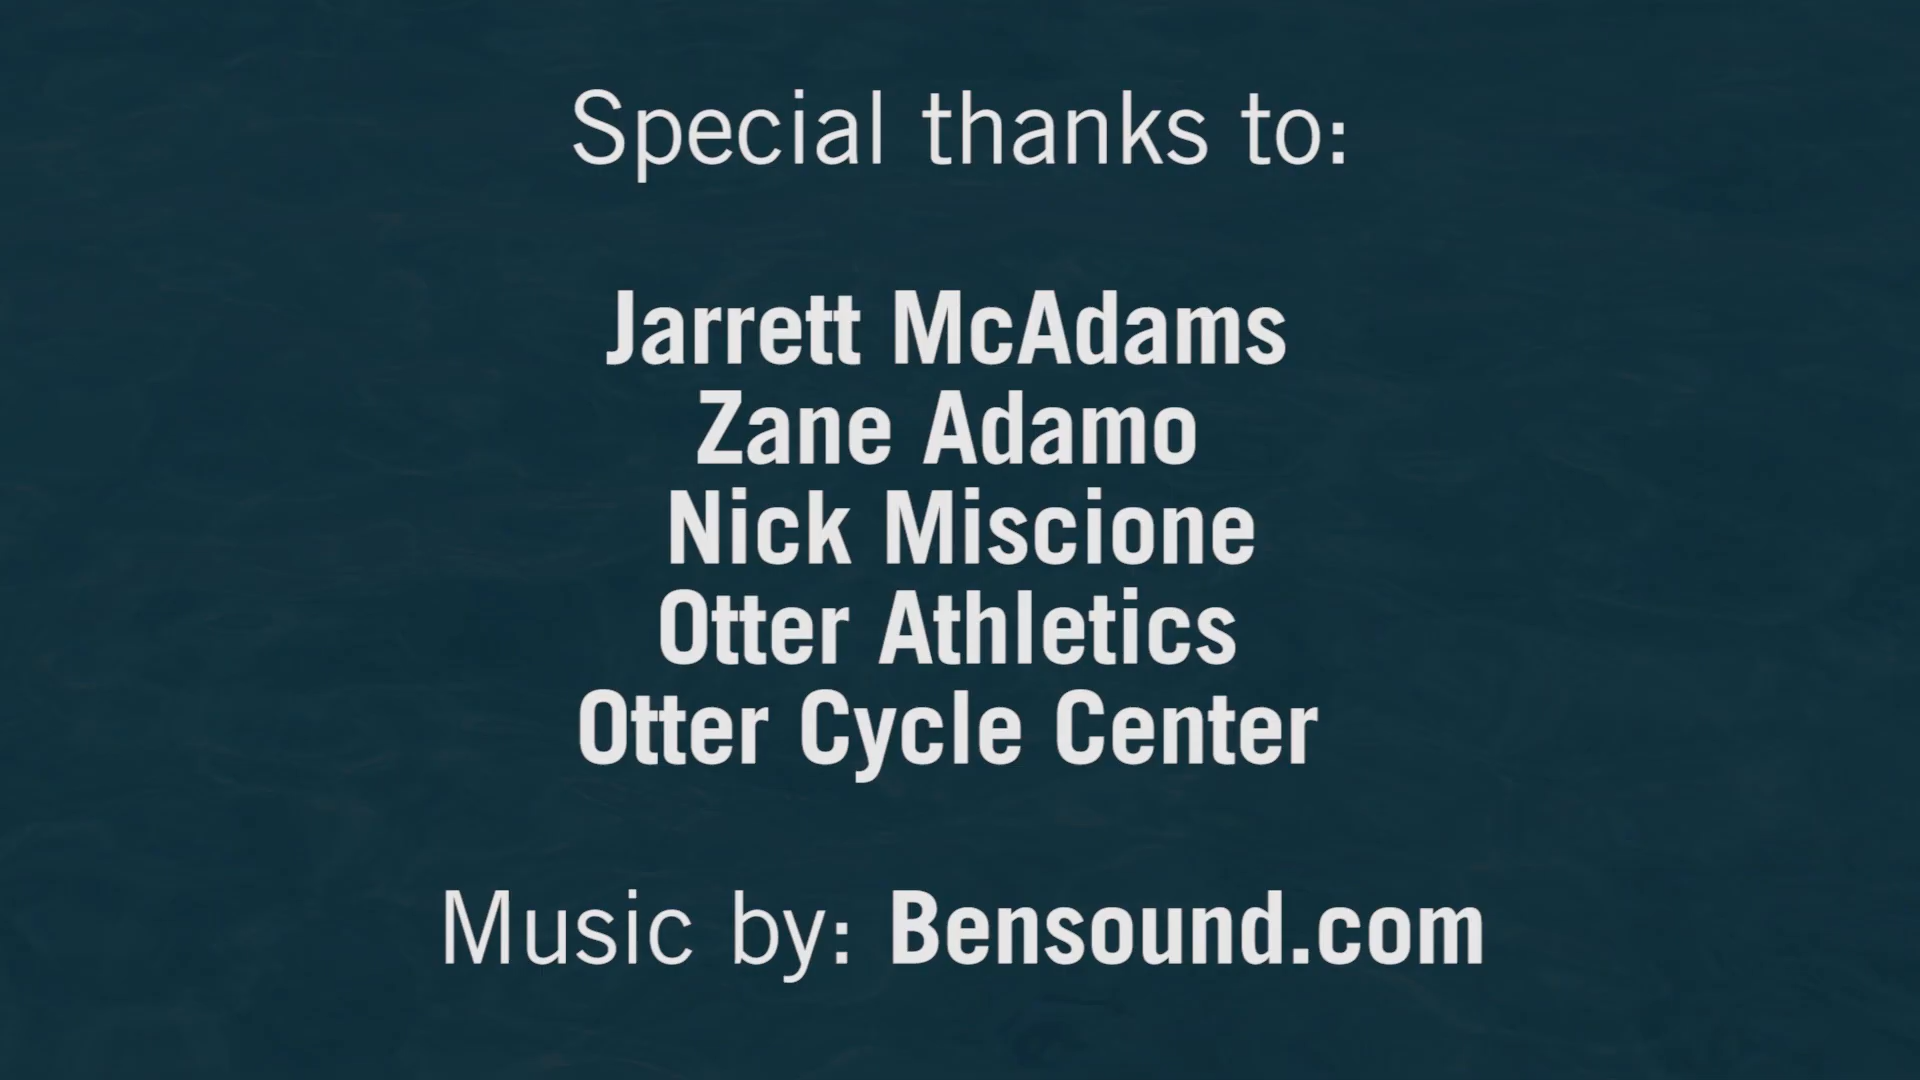 Special thanks to:
Jarrett McAdams
Zane Adamo
Nick Miscione
Otter Athletics
Otter Cycle Center
Music by: Bensound.com